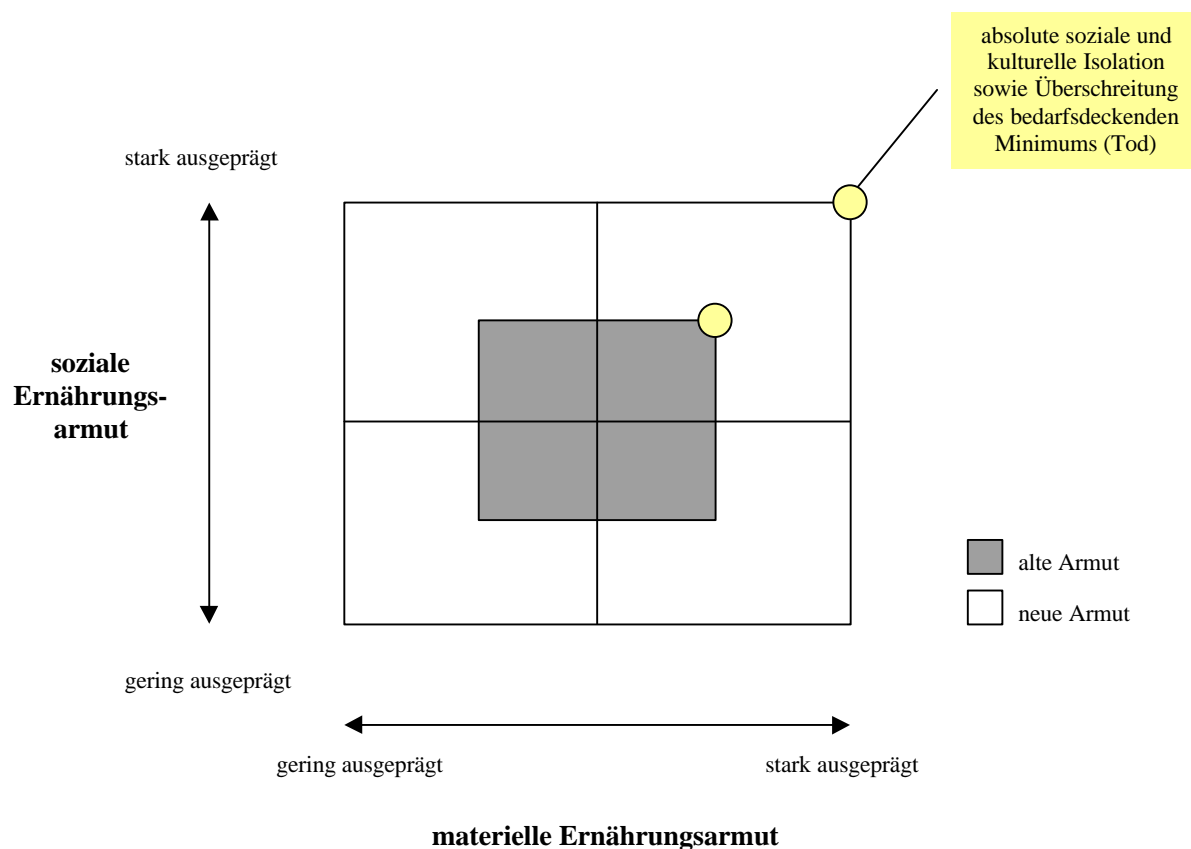 absolute soziale und
kulturelle Isolation
sowie Überschreitung
des bedarfsdeckenden
Minimums (Tod)
stark ausgeprägt
soziale
Ernährungs-
armut
alte Armut
neue Armut
gering ausgeprägt
gering ausgeprägt
stark ausgeprägt
materielle Ernährungsarmut